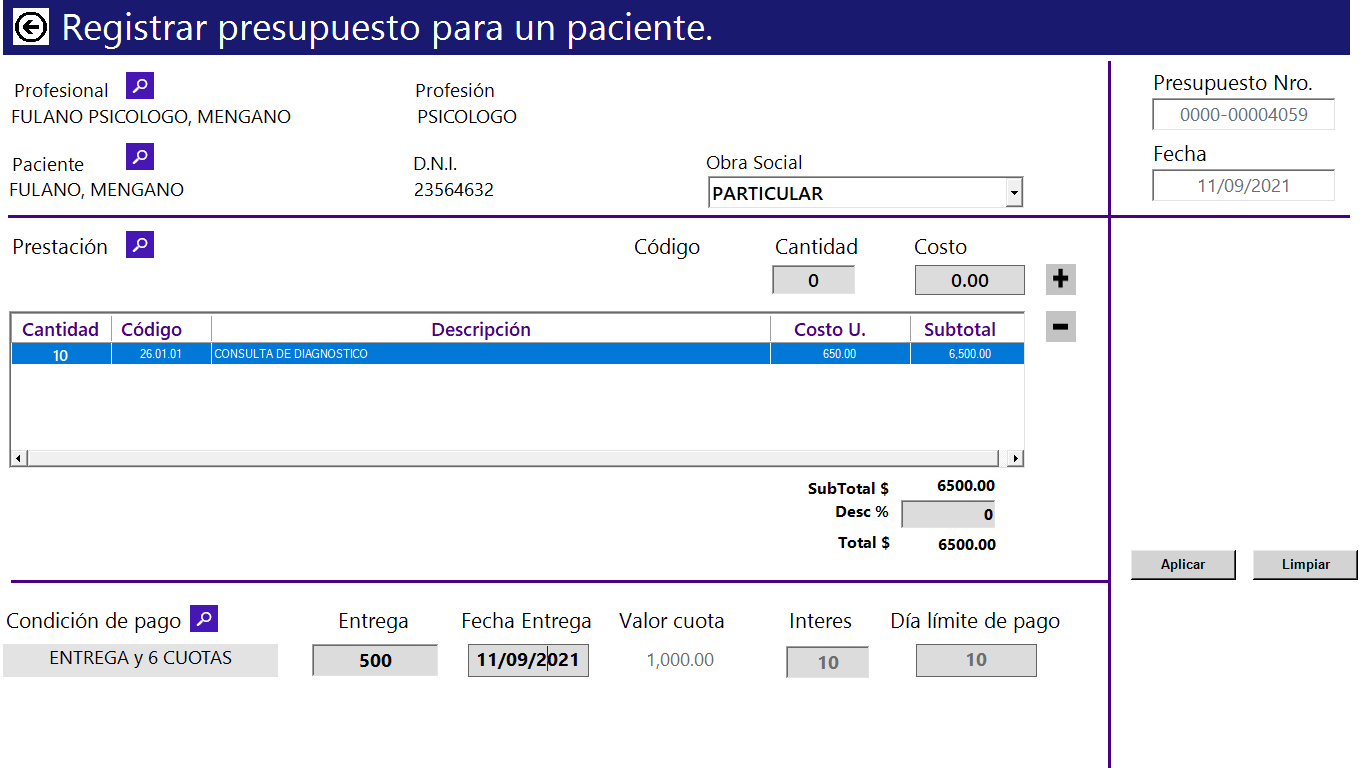 Registrar presupuesto para un paciente.
Profesional
Profesión
FULANO PSICOLOGO, MENGANO
PSICOLOGO
Paciente
D.N.I.
Obra Social
FULANO, MENGANO
23564632
PARTICULAR
Presupuesto Nro.
0000-00004059
Fecha
11/09/2021
Prestación
Código
Cantidad
Costo
0
0.00
Cantidad Código Descripción Costo U. Subtotal
10 26.01.01 CONSULTA DE DIAGNOSTICO 650.00 6,500.00
SubTotal $ 6500.00
Desc % 0
Total $ 6500.00
Aplicar
Limpiar
Condición de pago Entrega Fecha Entrega Valor cuota Interes Día límite de pago
ENTREGA y 6 CUOTAS 500 11/09/2021 1,000.00 10 10